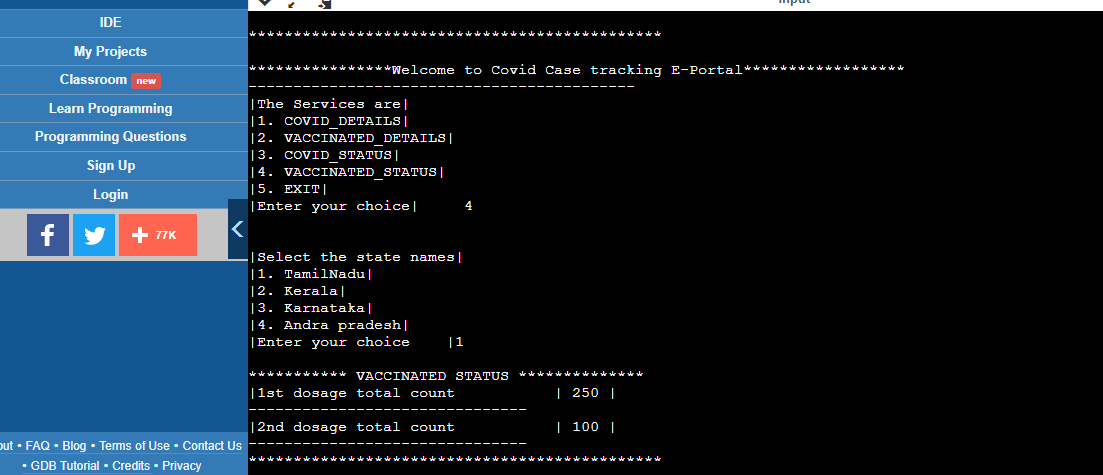 IDE
My Projects
Classroom new
Learn Programming
Programming Questions
Sign Up
Login
f
+ 77K
<
• FAQ • Blog • Terms of Use • Contact Us
• GDB Tutorial • Credits • Privacy
**********************************************
****************Welcome to Covid Case tracking E-Portal******************
-------------------------------------------
|The Services are|
|1. COVID_DETAILS|
|2. VACCINATED_DETAILS|
|3. COVID_STATUS|
|4. VACCINATED_STATUS|
|5. EXIT|
|Enter your choice| 4
|Select the state names|
|1. TamilNadu|
|2. Kerala|
|3. Karnataka|
|4. Andra pradesh|
|Enter your choice |1
*********** VACCINATED STATUS **************
|1st dosage total count | 250 |
-------------------------------
|2nd dosage total count | 100 |
-------------------------------
**********************************************